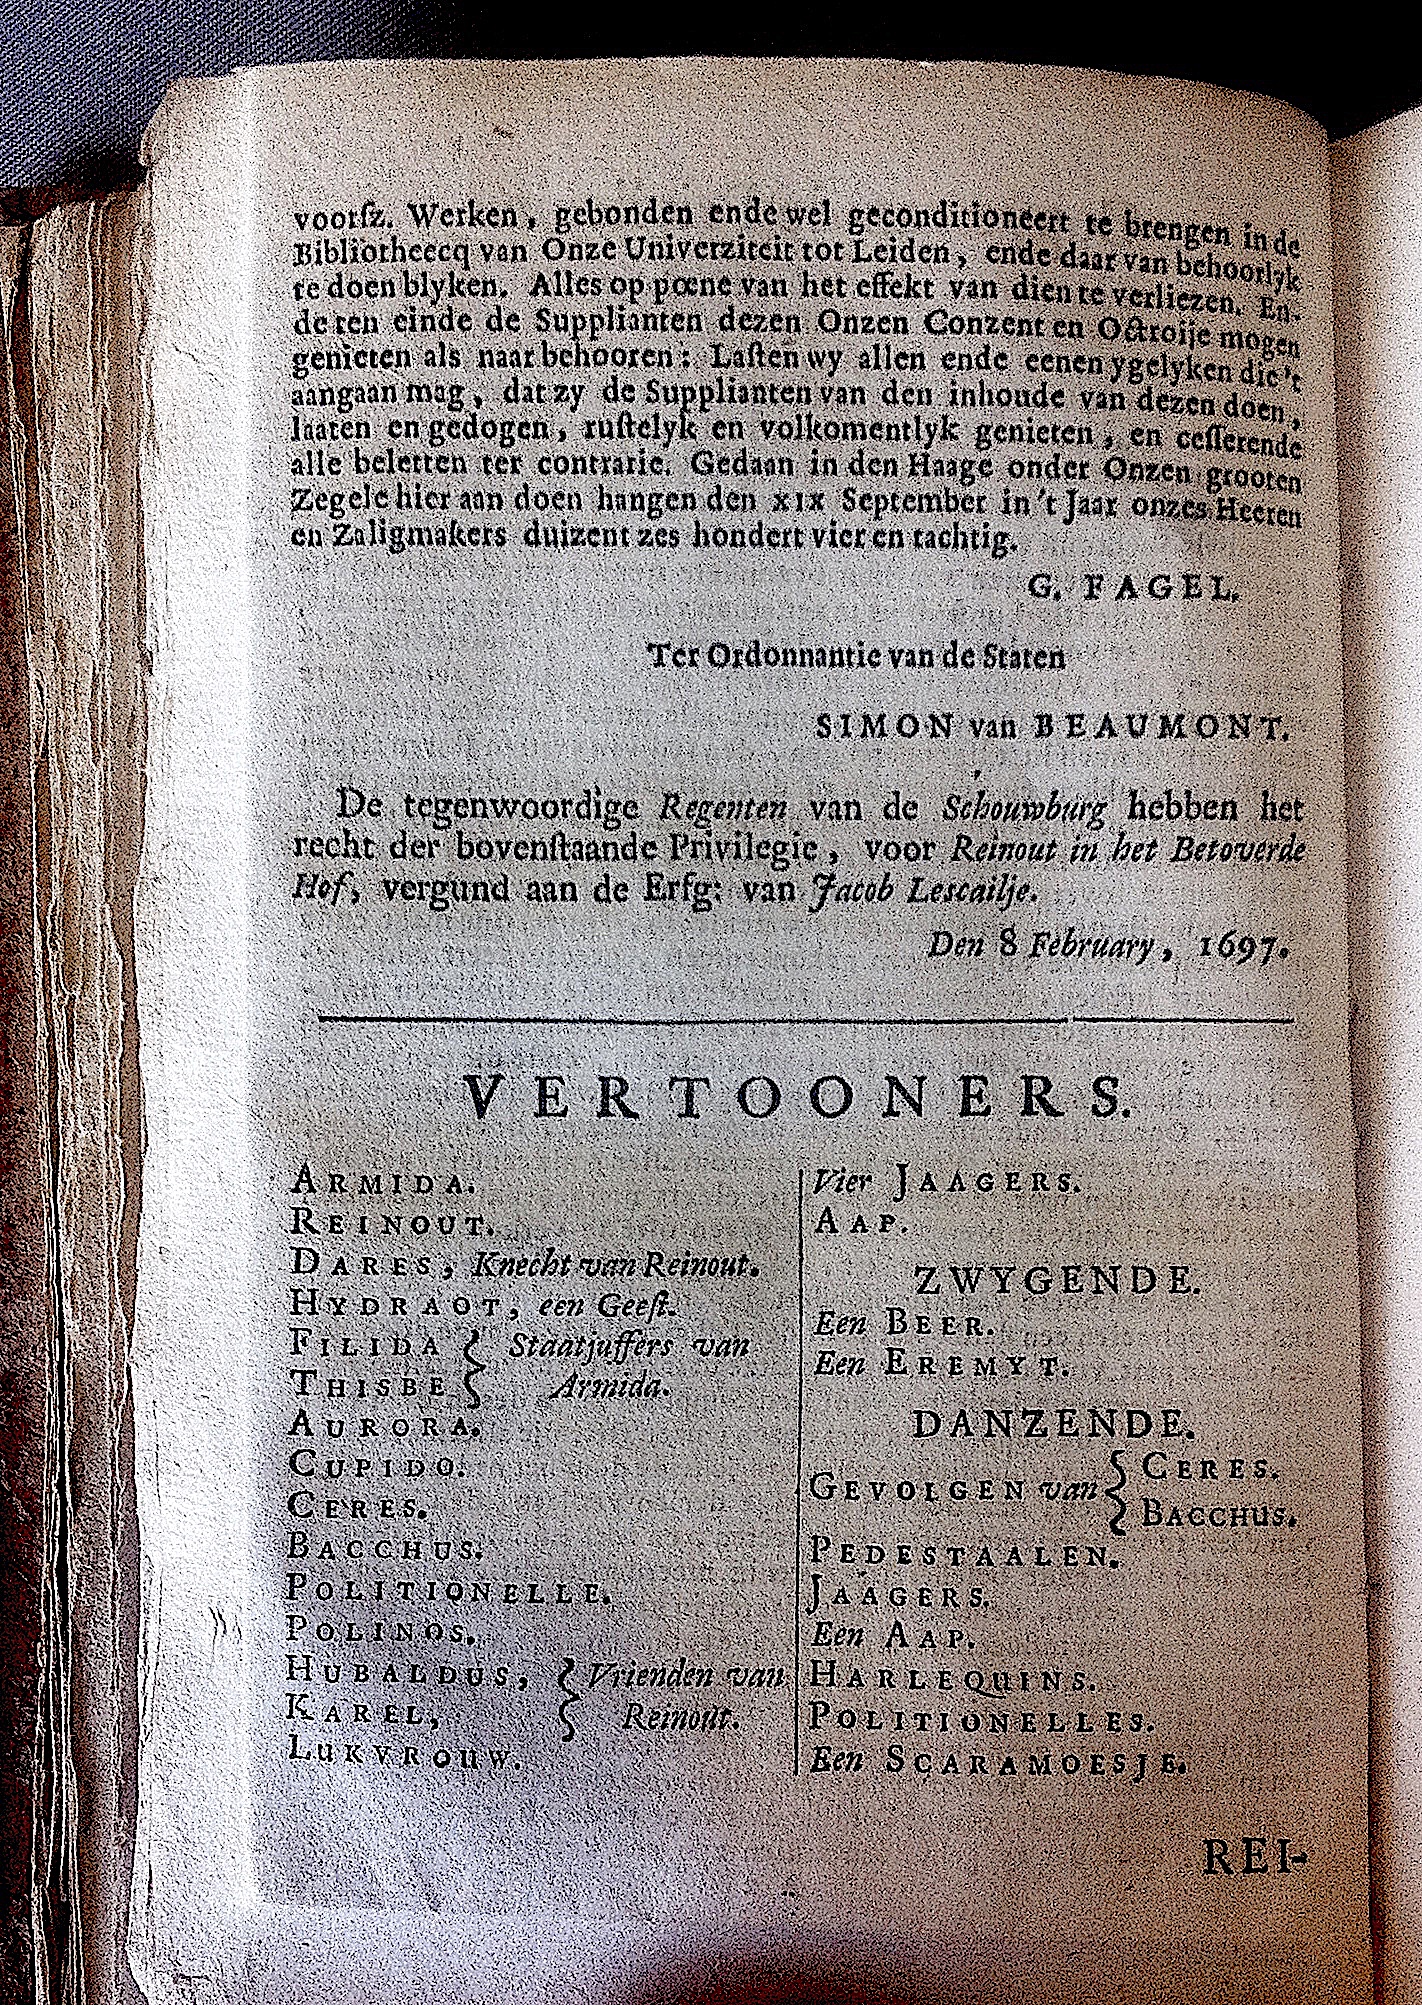 voorſz. Werken, gebonden ende wel geconditioneert te brengen in de
Bibliotheecq van Onze Univerziteit tot Leiden, ende daar van behoorlyk
te doen blyken. Alles op pœne van het effekt van dien te verliezen. En-
de ten einde de Supplianten dezen Onzen Conzent en Octroije mogen
genieten als naar behooren: Laſten wy allen ende eenen ygelyken die 't
aangaan mag, dat zy de Supplianten van den inhoude van dezen doen,
laaten en gedogen, ruſtelyk en volkomentlyk genieten, en ceſſerende
alle beletten ter contrarie. Gedaan in den Haage onder Onzen grooten
Zegele hier aan doen hangen den XIX September in 't Jaar onzes Heeren
en Zaligmakers duizent zes hondert vier en tachtig.
G. FAGEL.
Ter Ordonnantie van de Staten
SIMON van BEAUMONT.
De tegenwoordige Regenten van de Schouwburg hebben het
recht der bovenſtaande Privilegie, voor Reinout in het Betoverde
Hof, vergund aan de Erfg: van Jacob Lescailje.
Den 8 February, 1697.
VERTOONERS.
ARMIDA.
REINOUT.
DARES, Knecht van Reinout.
HYDRAOT, een Geeſt.
FILIDA } Staatjuffers van
THISBE } Armida.
AURORA.
CUPIDO.
CERES.
BACCHUS.
POLITIONELLE.
POLINOS.
HUBALDUS, } Vrienden van
KAREL, } Reinout.
LUKVROUW.
Vier JAAGERS.
AAP.
ZWYGENDE.
Een BEER.
Een EREMYT.
DANZENDE.
GEVOLGEN van { CERES.
{ BACCHUS.
PEDESTAALEN.
JAAGERS.
Een AAP.
HARLEQUINS.
POLITIONELLES.
Een SCARAMOESJE.
REI-